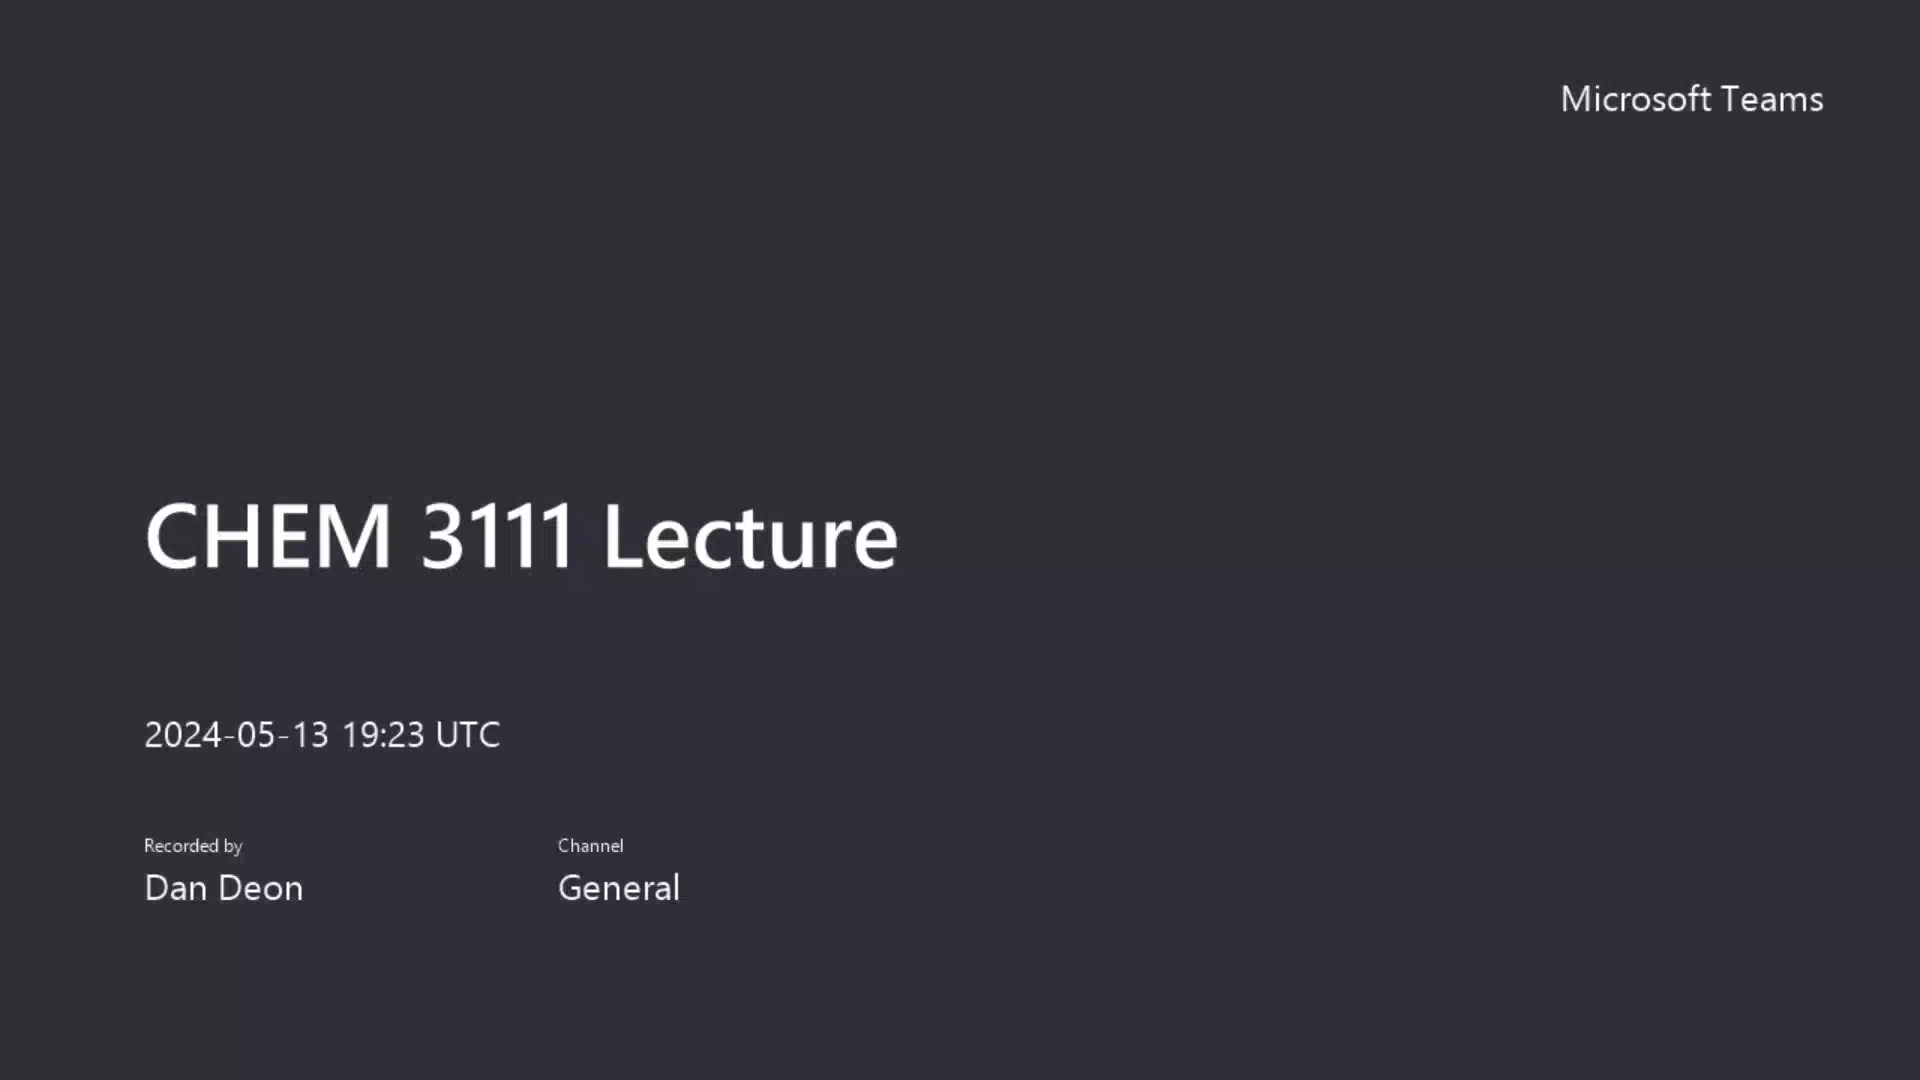 Microsoft Teams
CHEM 3111 Lecture
2024-05-13 19:23 UTC
Recorded by
Dan Deon
Channel
General